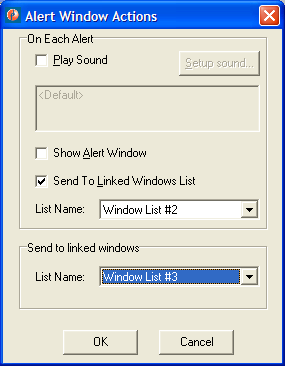 Alert Window Actions
On Each Alert
Play Sound
Setup sound...
<Default>
Show Alert Window
Send To Linked Windows List
List Name:
Window List #2
Send to linked windows
List Name:
Window List #3
OK
Cancel